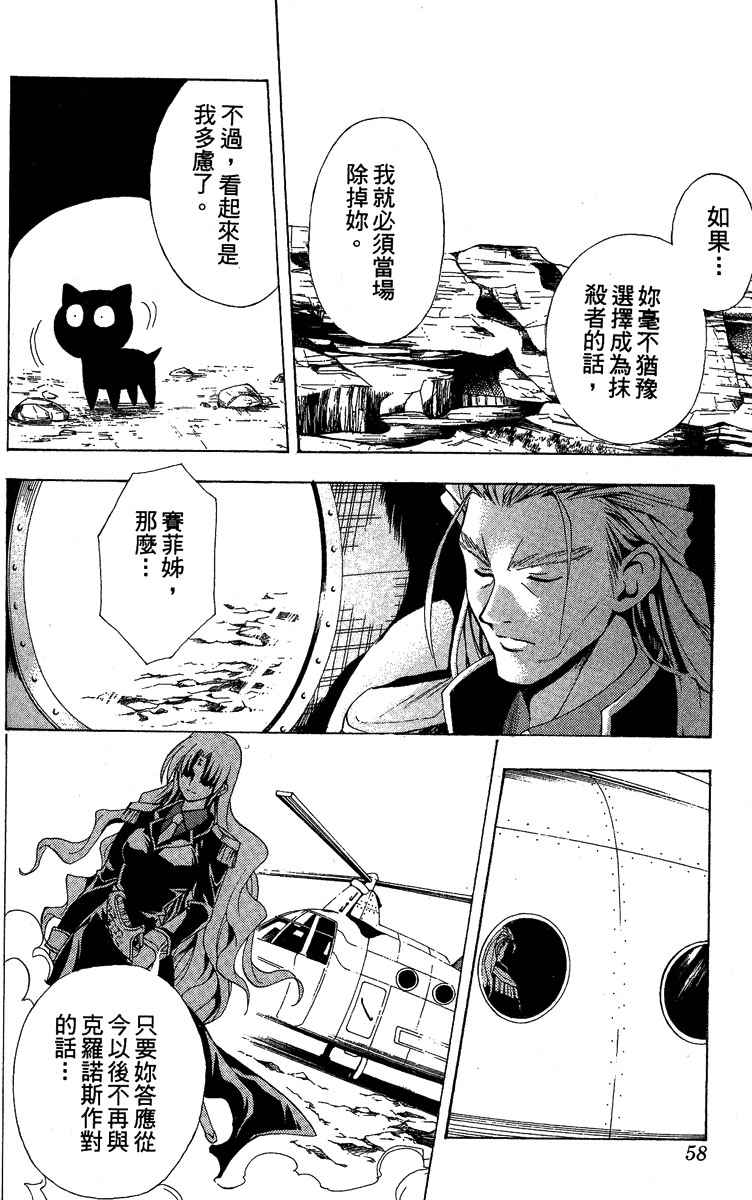 如果…
妳毫不猶豫
選擇成為抹
殺者的話，
我就必須當場
除掉妳。
不過，看起來是
我多慮了。
賽菲姊，
那麼…
只要妳答應從
今以後不再與
克羅諾斯作對
的話…
58